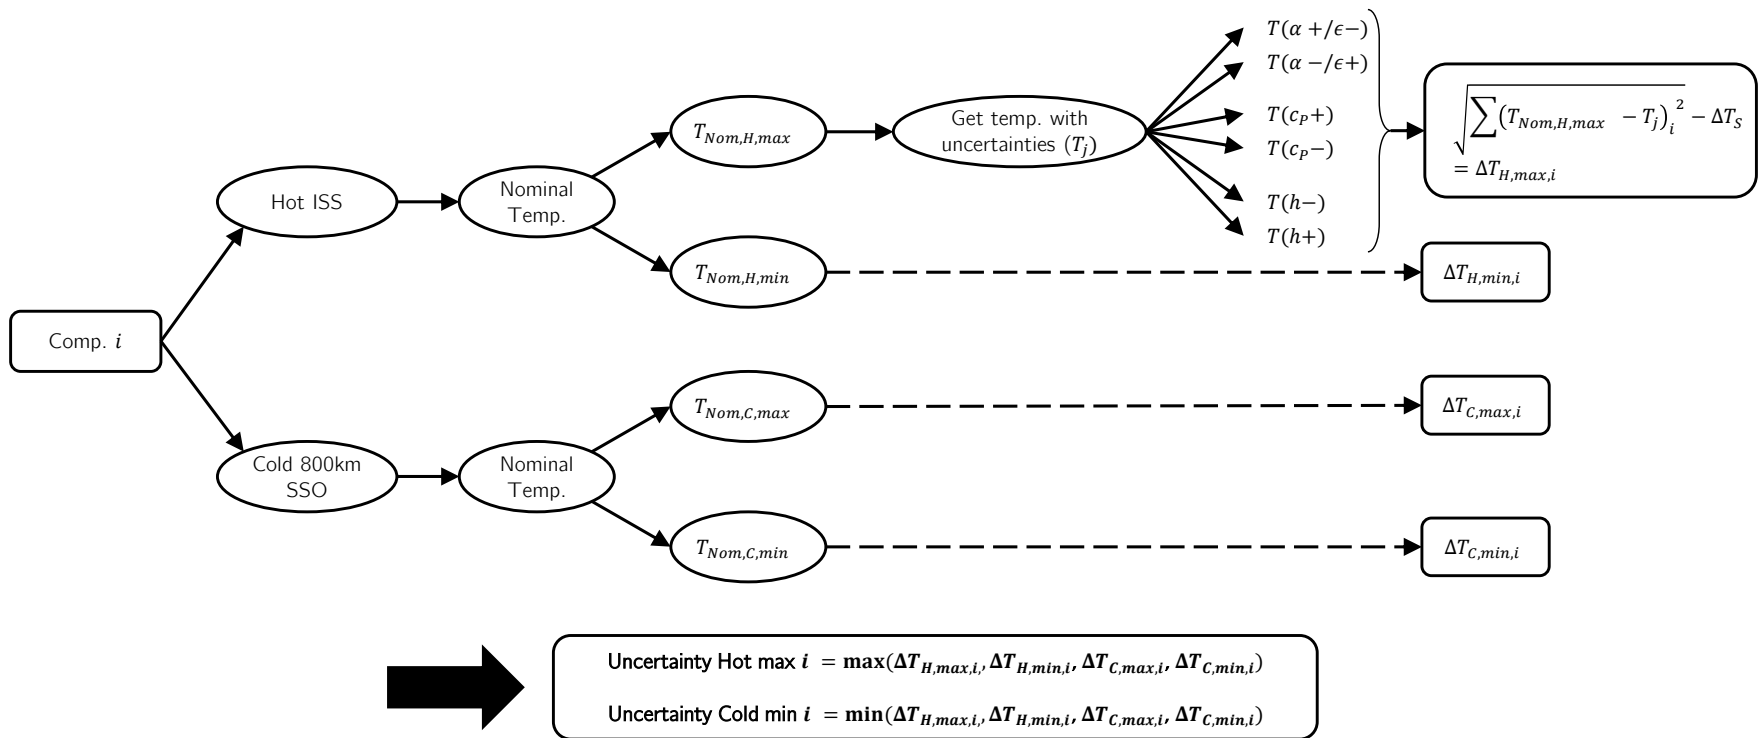 Comp. i
Hot ISS
Cold 800km
SSO
Nominal
Temp.
Nominal
Temp.
T_{Nom,H,max}
T_{Nom,H,min}
T_{Nom,C,max}
T_{Nom,C,min}
Get temp. with
uncertainties (T_j)
T(α +/ϵ−)
T(α −/ϵ+)
T(c_P+)
T(c_P−)
T(h−)
T(h+)
√∑(T_{Nom,H,max} − T_j)_i^2 − ΔT_S
= ΔT_{H,max,i}
ΔT_{H,min,i}
ΔT_{C,max,i}
ΔT_{C,min,i}
Uncertainty Hot max i = max(ΔT_{H,max,i,}, ΔT_{H,min,i}, ΔT_{C,max,i}, ΔT_{C,min,i})
Uncertainty Cold min i = min(ΔT_{H,max,i,}, ΔT_{H,min,i}, ΔT_{C,max,i}, ΔT_{C,min,i})